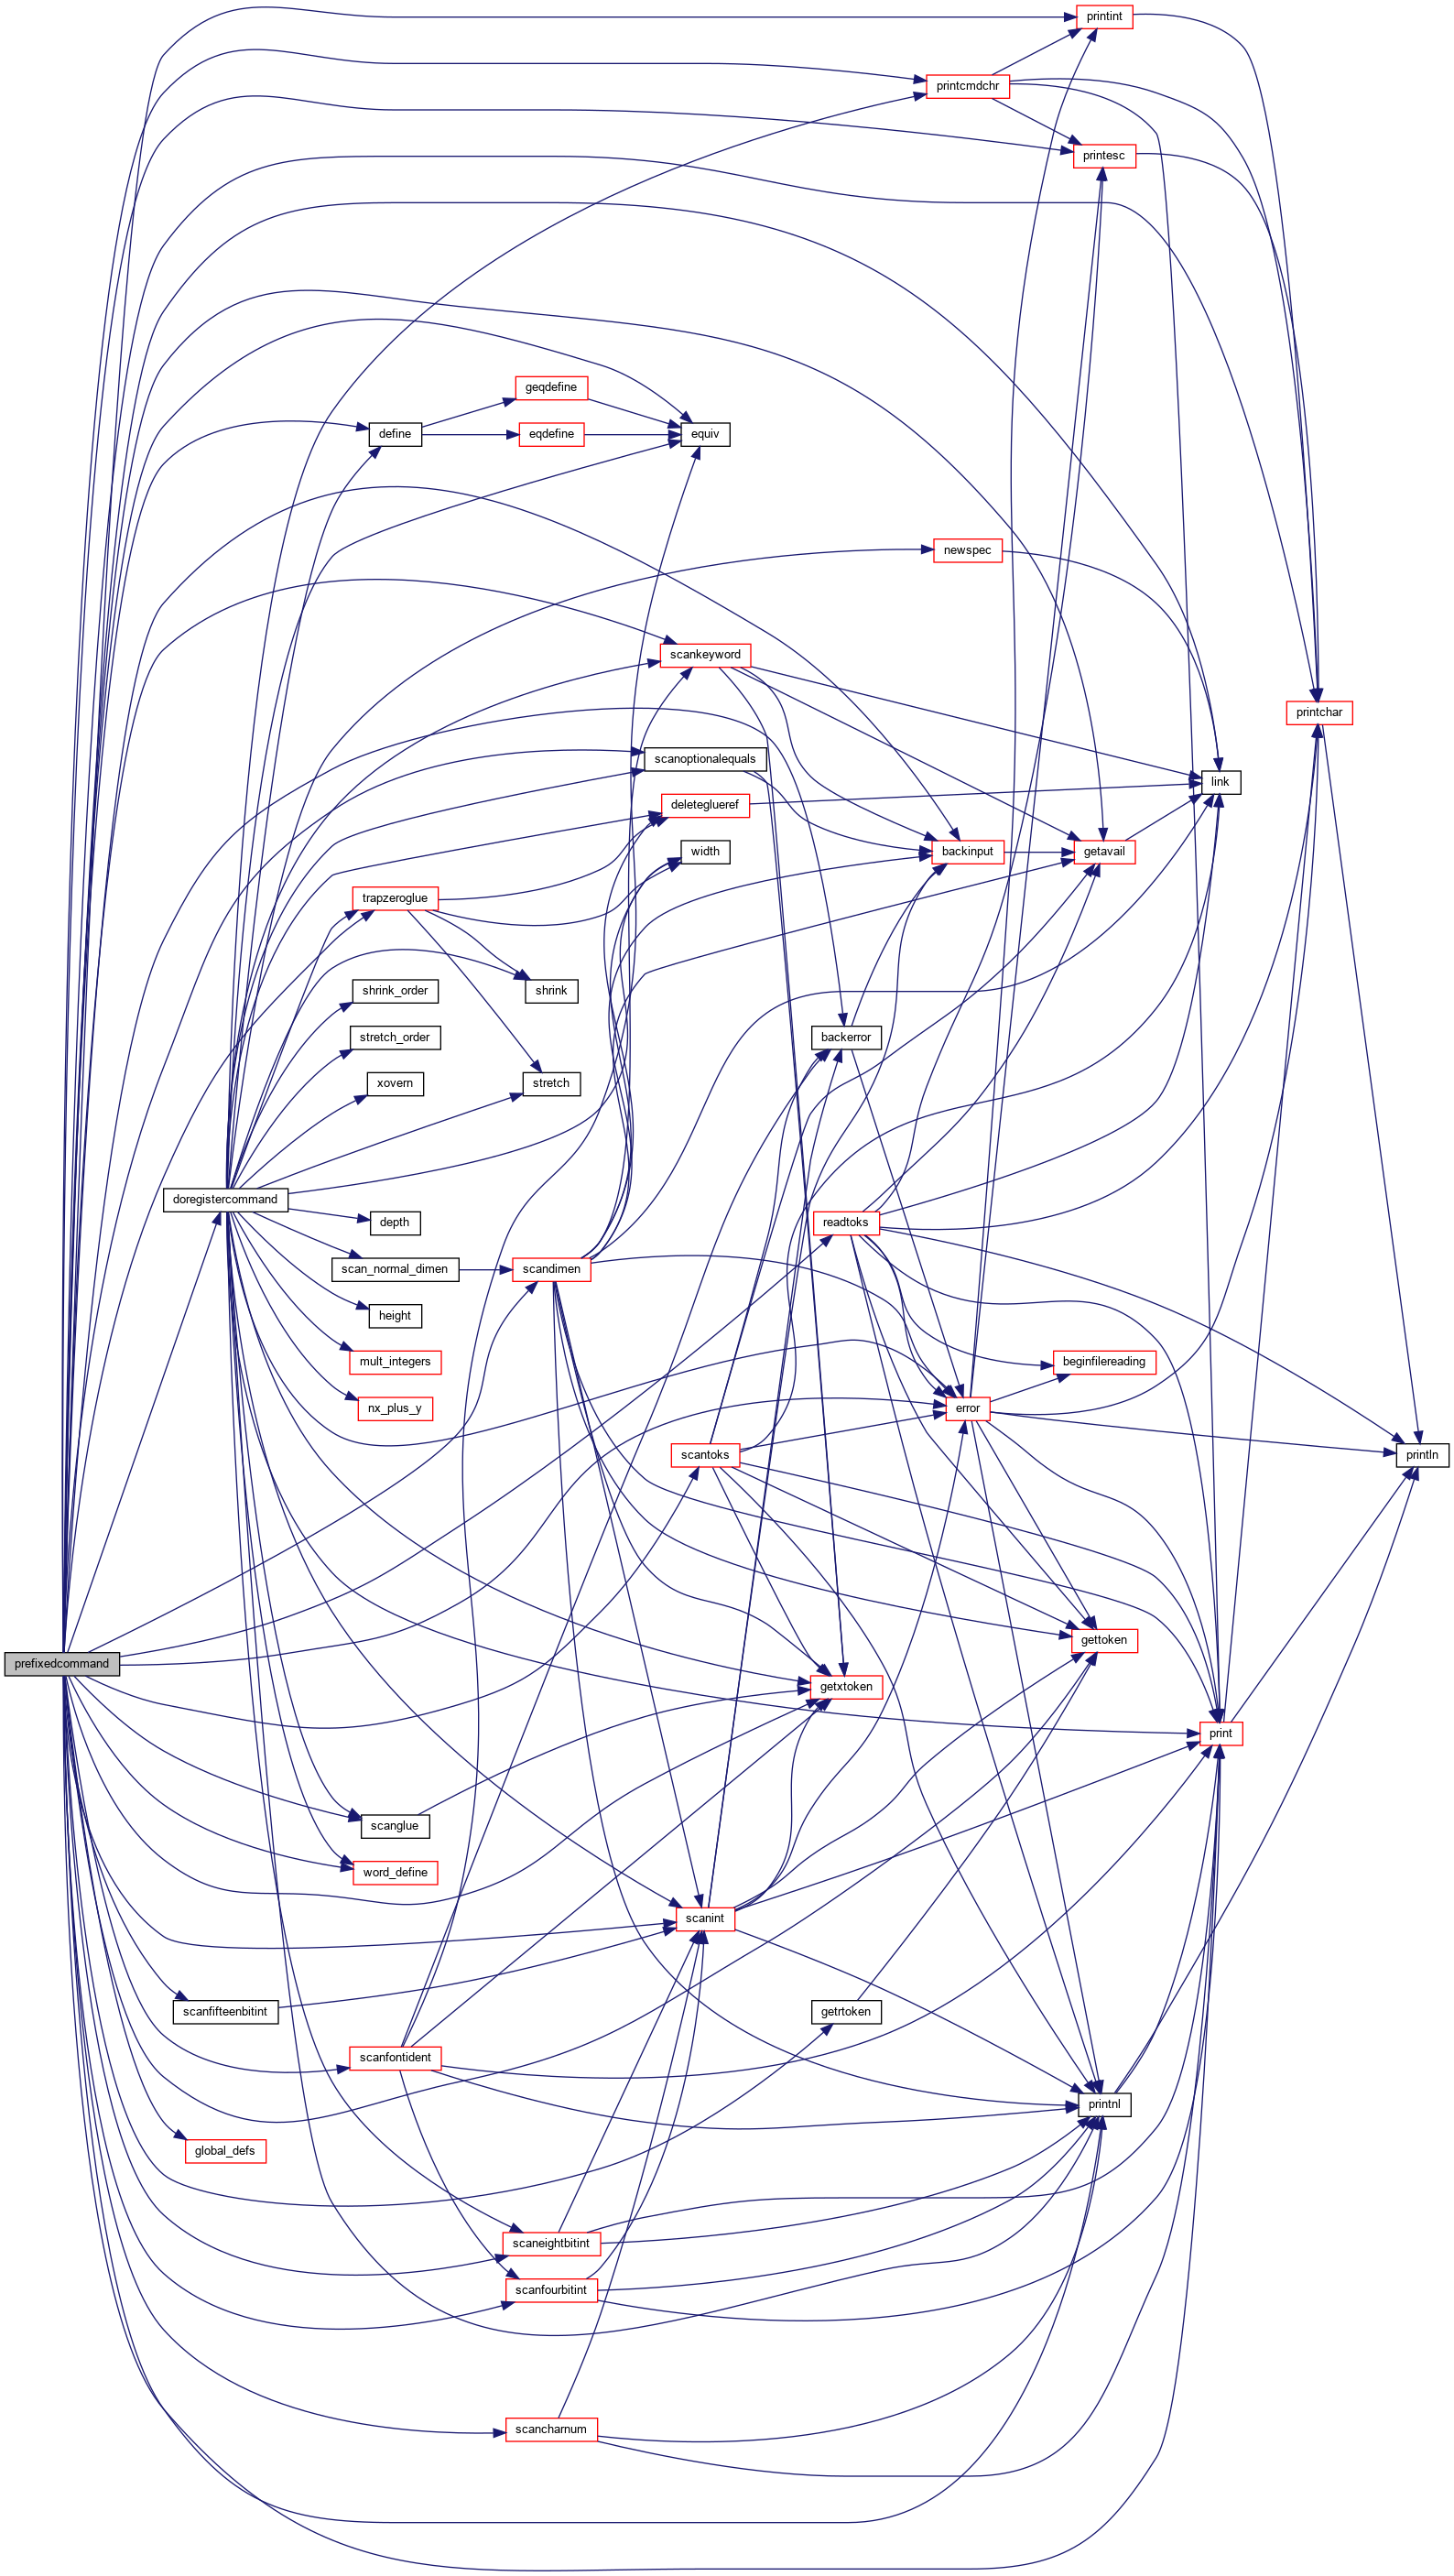 printint
printcmdchr
printesc
geqdefine
define
eqdefine
equiv
newspec
scankeyword
printchar
scanoptionalequals
link
deleteglueref
width
backinput
getavail
trapzeroglue
shrink_order
shrink
stretch_order
backerror
xovern
stretch
doregistercommand
depth
readtoks
scan_normal_dimen
scandimen
height
mult_integers
beginfilereading
nx_plus_y
error
scantoks
println
gettoken
prefixedcommand
getxtoken
print
scanglue
word_define
scanint
scanfifteenbitint
getrtoken
scanfontident
printnl
global_defs
scaneightbitint
scanfourbitint
scancharnum